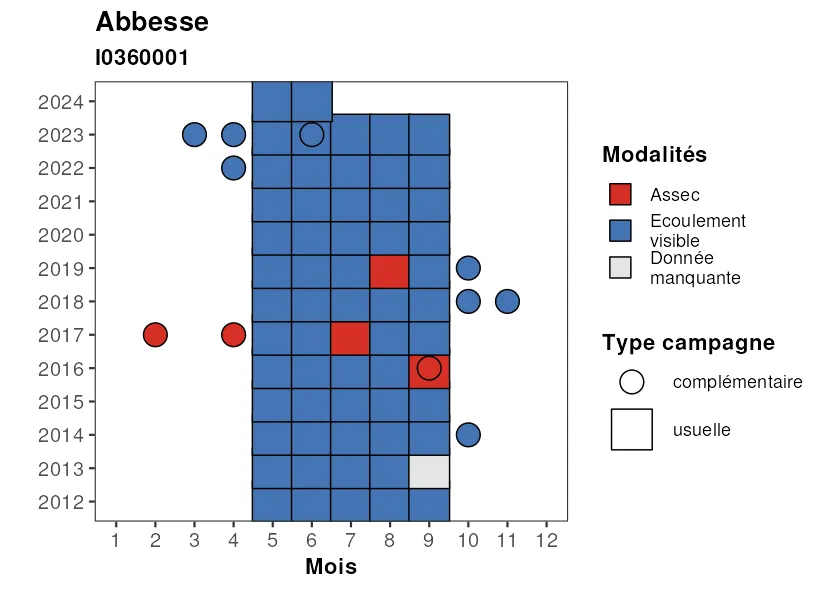 Abbesse
I0360001
2024
2023
2022
2021
2020
2019
2018
2017
2016
2015
2014
2013
2012
1 2 3 4 5 6 7 8 9 10 11 12
Mois
Modalités
Assec
Ecoulement
visible
Donnée
manquante
Type campagne
complémentaire
usuelle